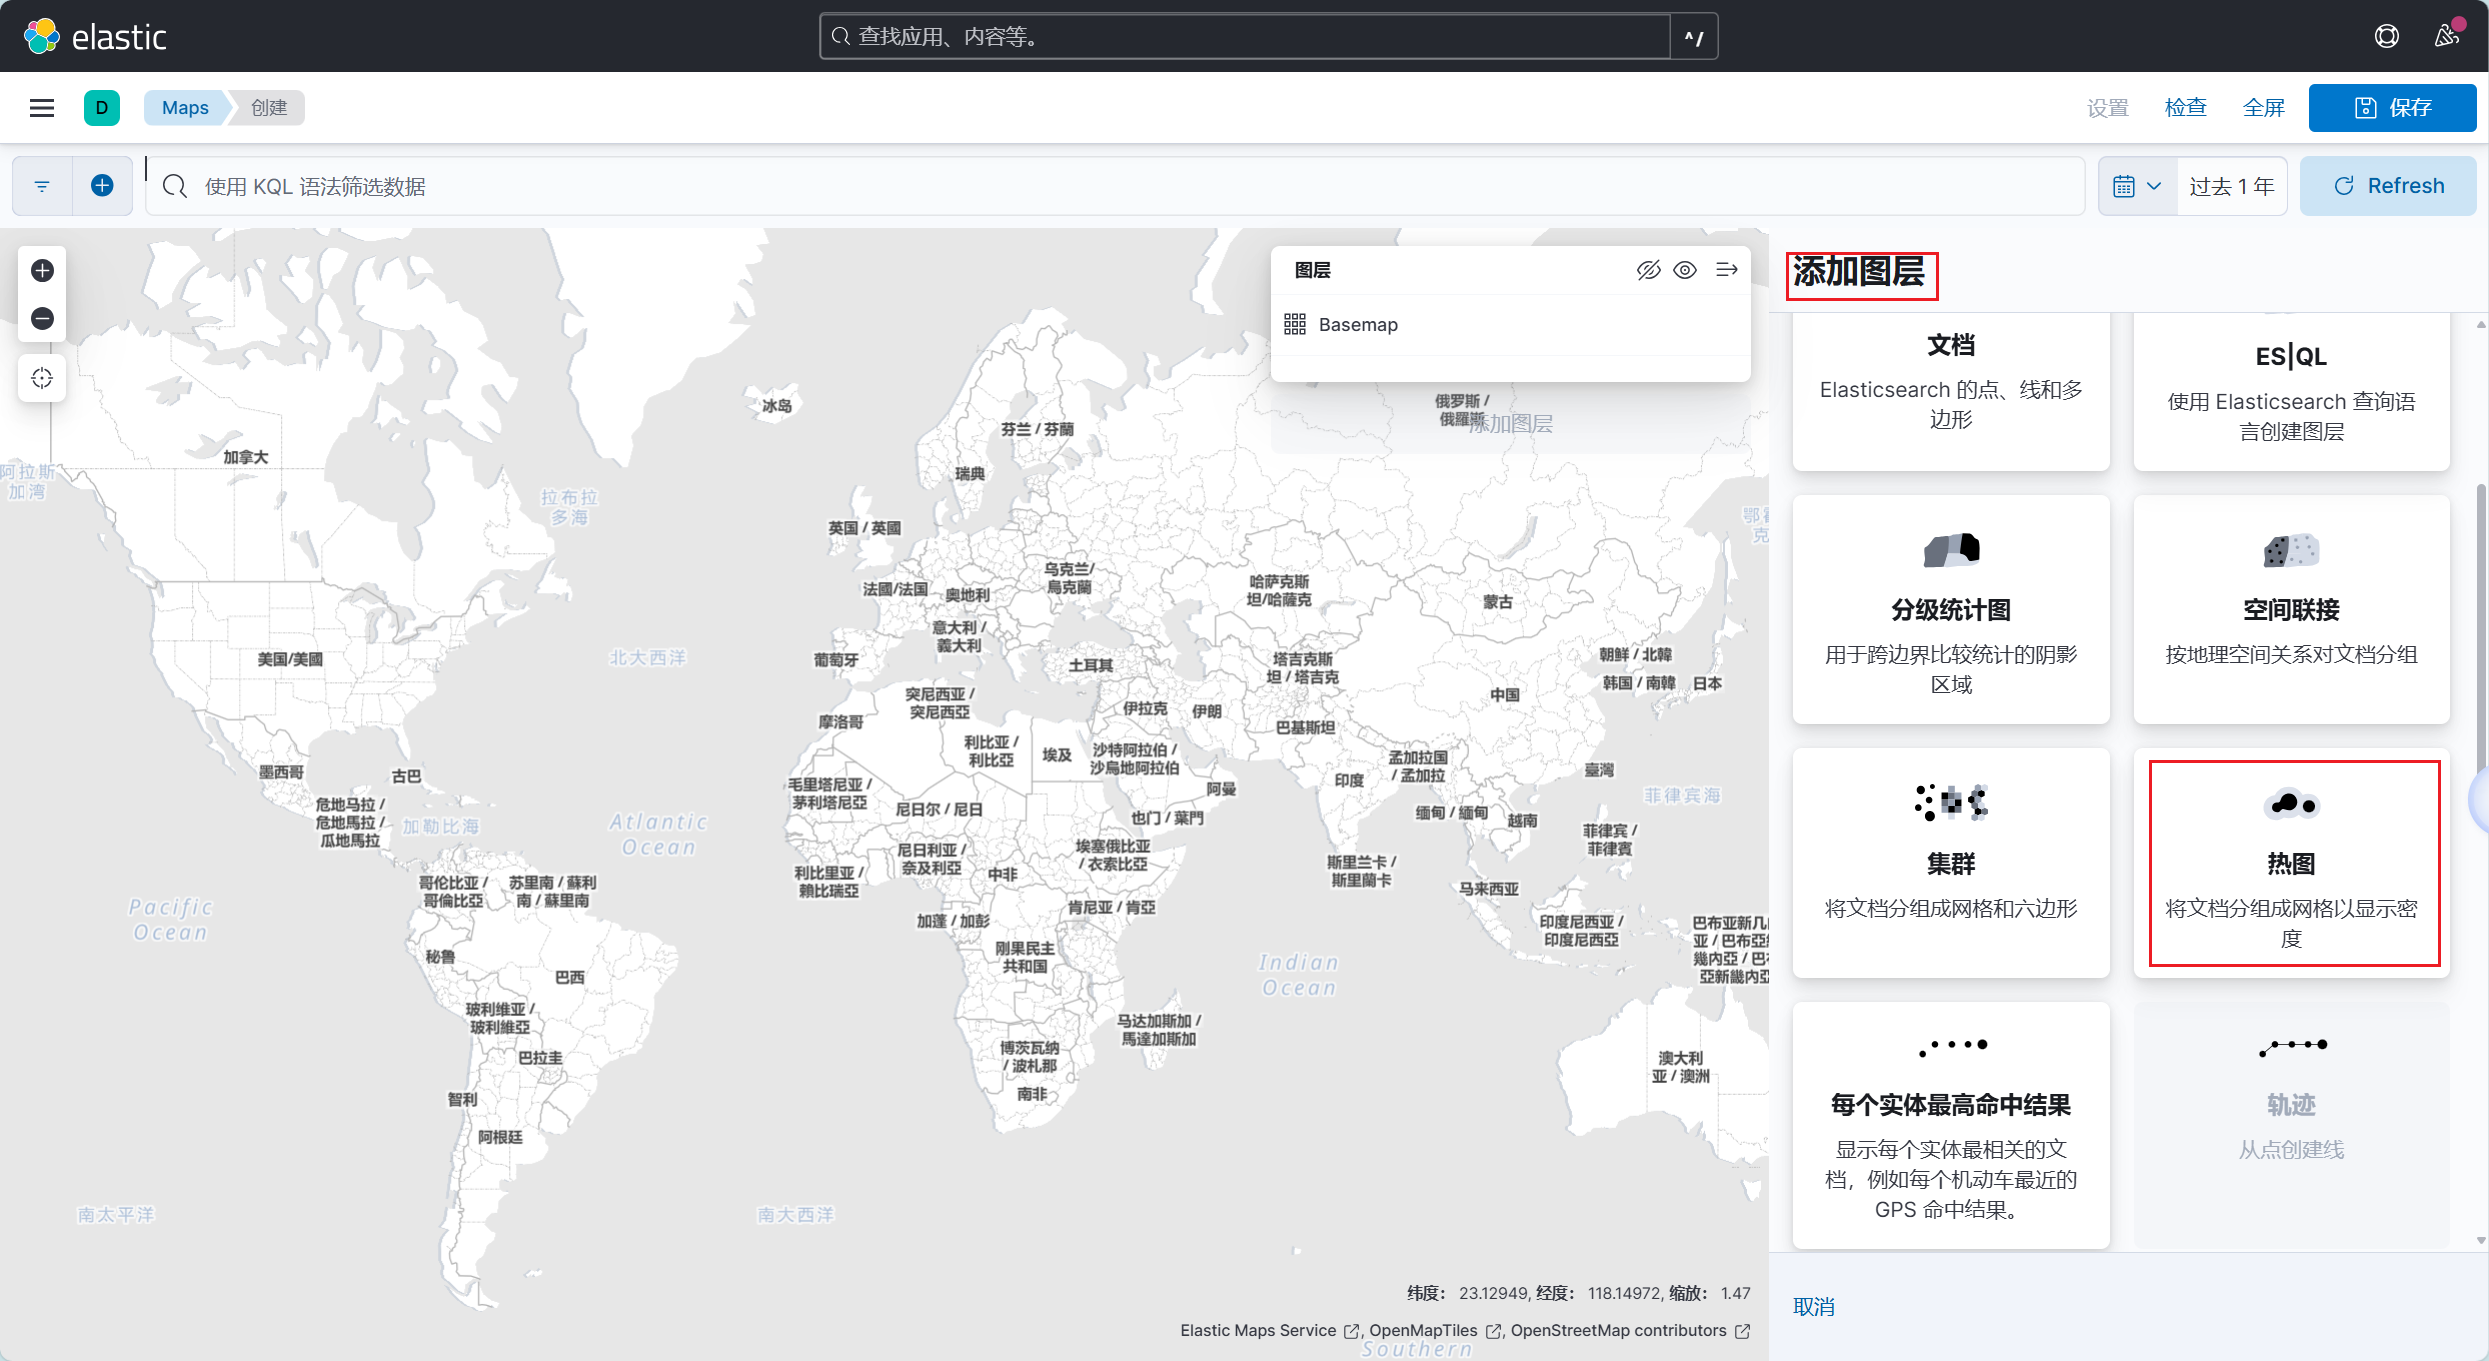 elastic
查找应用、内容等。
^/
D
Maps
创建
设置
检查
全屏
保存
使用 KQL 语法筛选数据
过去 1 年
Refresh
图层
Basemap
添加图层
冰岛
芬兰 / 芬蘭
俄罗斯 /
俄羅斯
加拿大
瑞典
阿拉斯
加湾
拉布拉
多海
英国 / 英國
乌克兰/
烏克蘭
法國/法国
奥地利
哈萨克斯
坦/哈薩克
蒙古
意大利 /
義大利
美国/美國
北大西洋
葡萄牙
土耳其
塔吉克斯
坦 / 塔吉克
朝鲜 / 北韓
韩国 / 南韓
日本
突尼西亚 /
突尼西亞
中国
摩洛哥
伊拉克
伊朗
巴基斯坦
利比亚 /
利比亞
埃及
沙特阿拉伯 /
沙烏地阿拉伯
孟加拉国
/ 孟加拉
墨西哥
古巴
毛里塔尼亚 /
茅利塔尼亞
印度
臺灣
阿曼
菲律宾海
危地马拉 /
危地馬拉 /
瓜地馬拉
加勒比海
Atlantic
Ocean
尼日尔 / 尼日
也门 / 葉門
缅甸 / 緬甸
越南
菲律宾 /
菲律賓
尼日利亚 /
奈及利亞
埃塞俄比亚
/ 衣索比亞
利比里亚 /
賴比瑞亞
中非
斯里兰卡 /
斯里蘭卡
哥伦比亚 /
哥倫比亞
苏里南 / 蘇利
南 / 蘇里南
马来西亚
Pacific
Ocean
加蓬 / 加彭
肯尼亚 / 肯亞
印度尼西亚 /
印度尼西亞
刚果民主
共和国
秘鲁
巴西
Indian
Ocean
玻利维亚 /
玻利維亞
马达加斯加 /
馬達加斯加
巴拉圭
博茨瓦纳
/ 波札那
澳大利
亚 / 澳洲
智利
南非
阿根廷
南太平洋
南大西洋
Southern
纬度： 23.12949, 经度： 118.14972, 缩放： 1.47
Elastic Maps Service , OpenMapTiles , OpenStreetMap contributors
添加图层
文档
Elasticsearch 的点、线和多
边形
ES|QL
使用 Elasticsearch 查询语
言创建图层
分级统计图
用于跨边界比较统计的阴影
区域
空间联接
按地理空间关系对文档分组
集群
将文档分组成网格和六边形
热图
将文档分组成网格以显示密
度
每个实体最高命中结果
显示每个实体最相关的文
档，例如每个机动车最近的
GPS 命中结果。
轨迹
从点创建线
取消